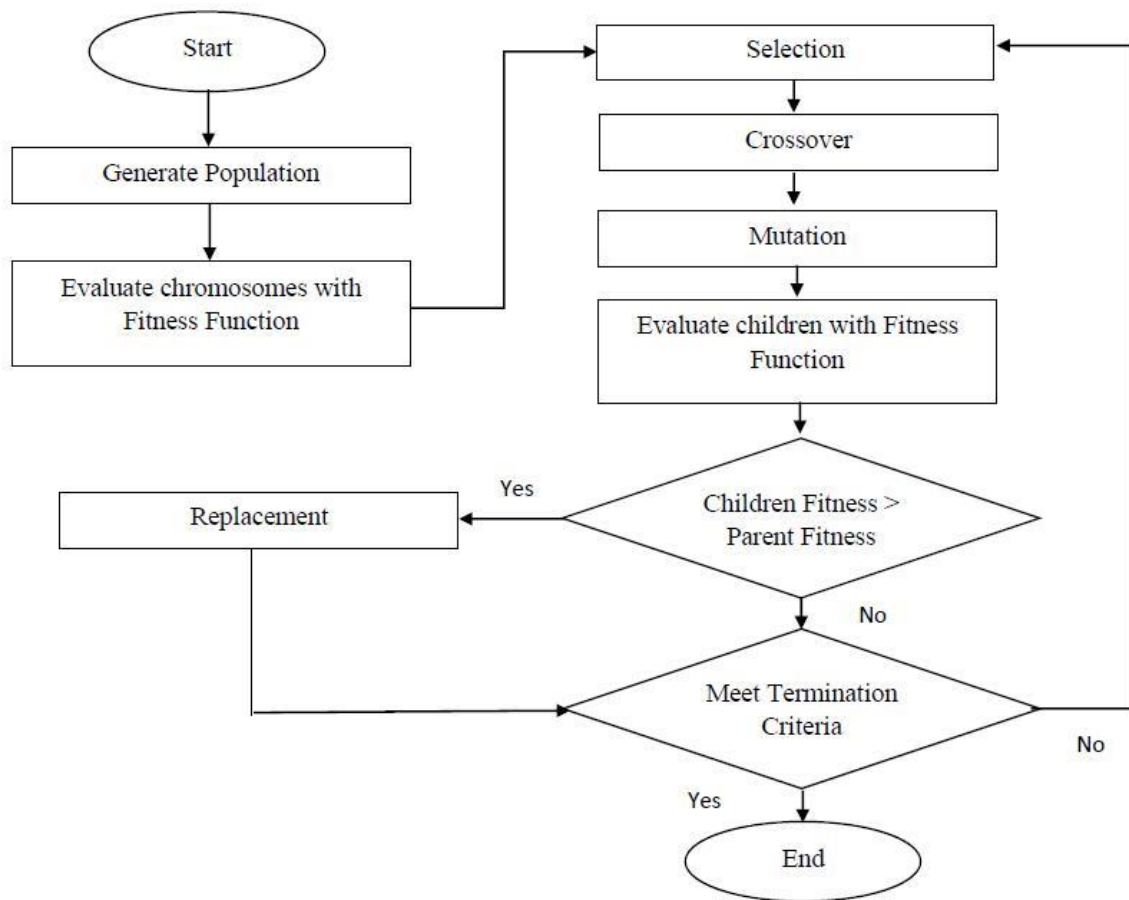 Start
Generate Population
Evaluate chromosomes with
Fitness Function
Selection
Crossover
Mutation
Evaluate children with Fitness
Function
Children Fitness >
Parent Fitness
Yes
Replacement
No
Meet Termination
Criteria
No
Yes
End